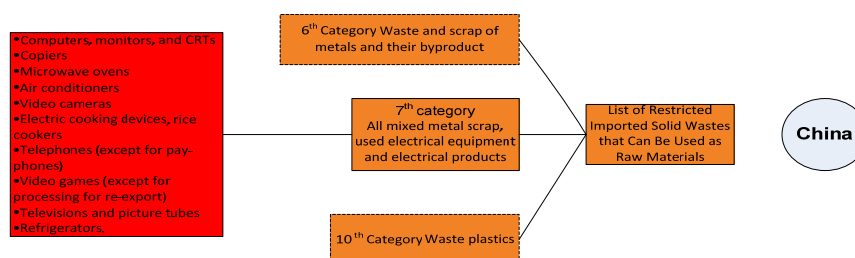 •Computers, monitors, and CRTs
•Copiers
•Microwave ovens
•Air conditioners
•Video cameras
•Electric cooking devices, rice
cookers
•Telephones (except for pay-
phones)
•Video games (except for
processing for re-export)
•Televisions and picture tubes
•Refrigerators,
6th Category Waste and scrap of
metals and their byproduct
7th category
All mixed metal scrap,
used electrical equipment
and electrical products
10th Category Waste plastics
List of Restricted
Imported Solid Wastes
that Can Be Used as
Raw Materials
China